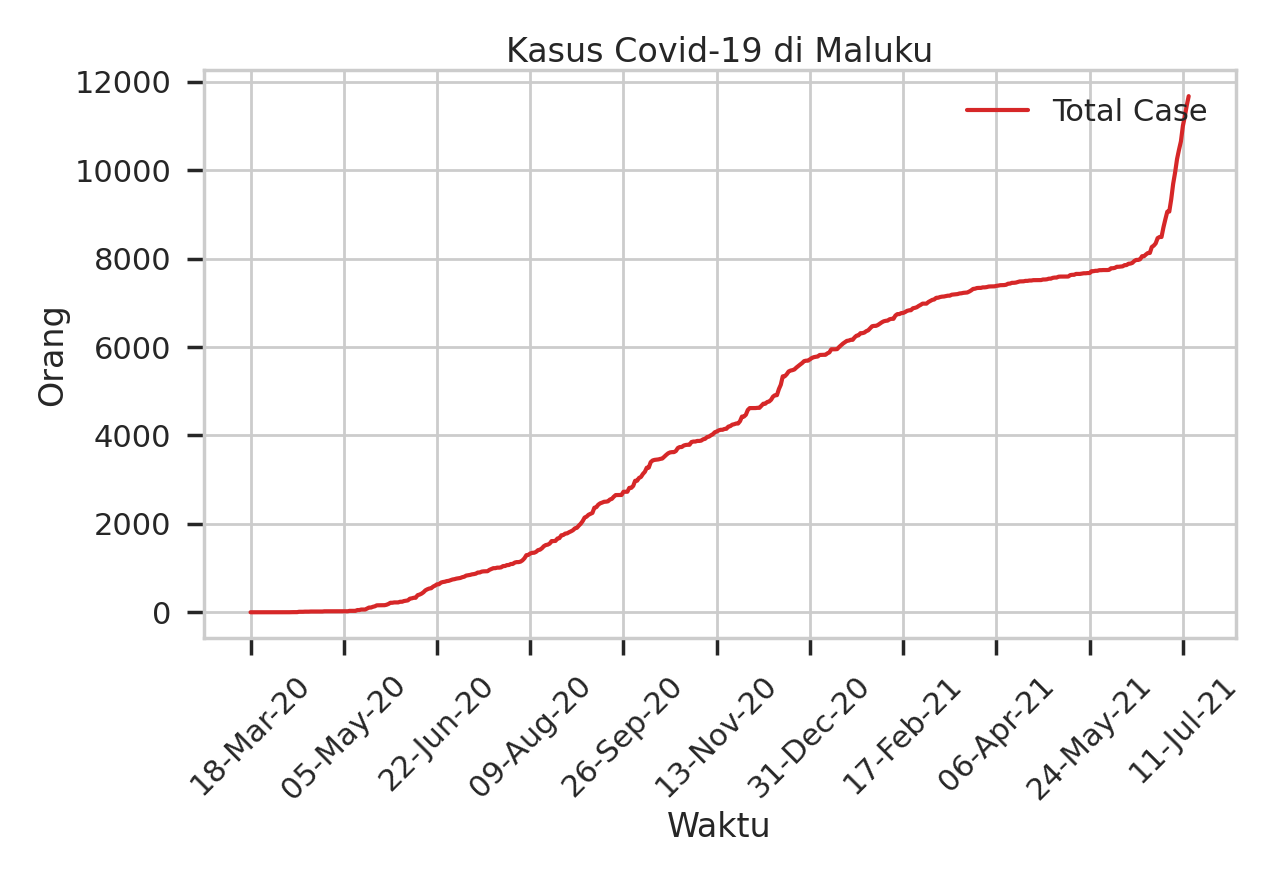 Kasus Covid-19 di Maluku
Total Case
12000
10000
8000
6000
4000
2000
0
Orang
18-Mar-20
05-May-20
22-Jun-20
09-Aug-20
26-Sep-20
13-Nov-20
31-Dec-20
17-Feb-21
06-Apr-21
24-May-21
11-Jul-21
Waktu